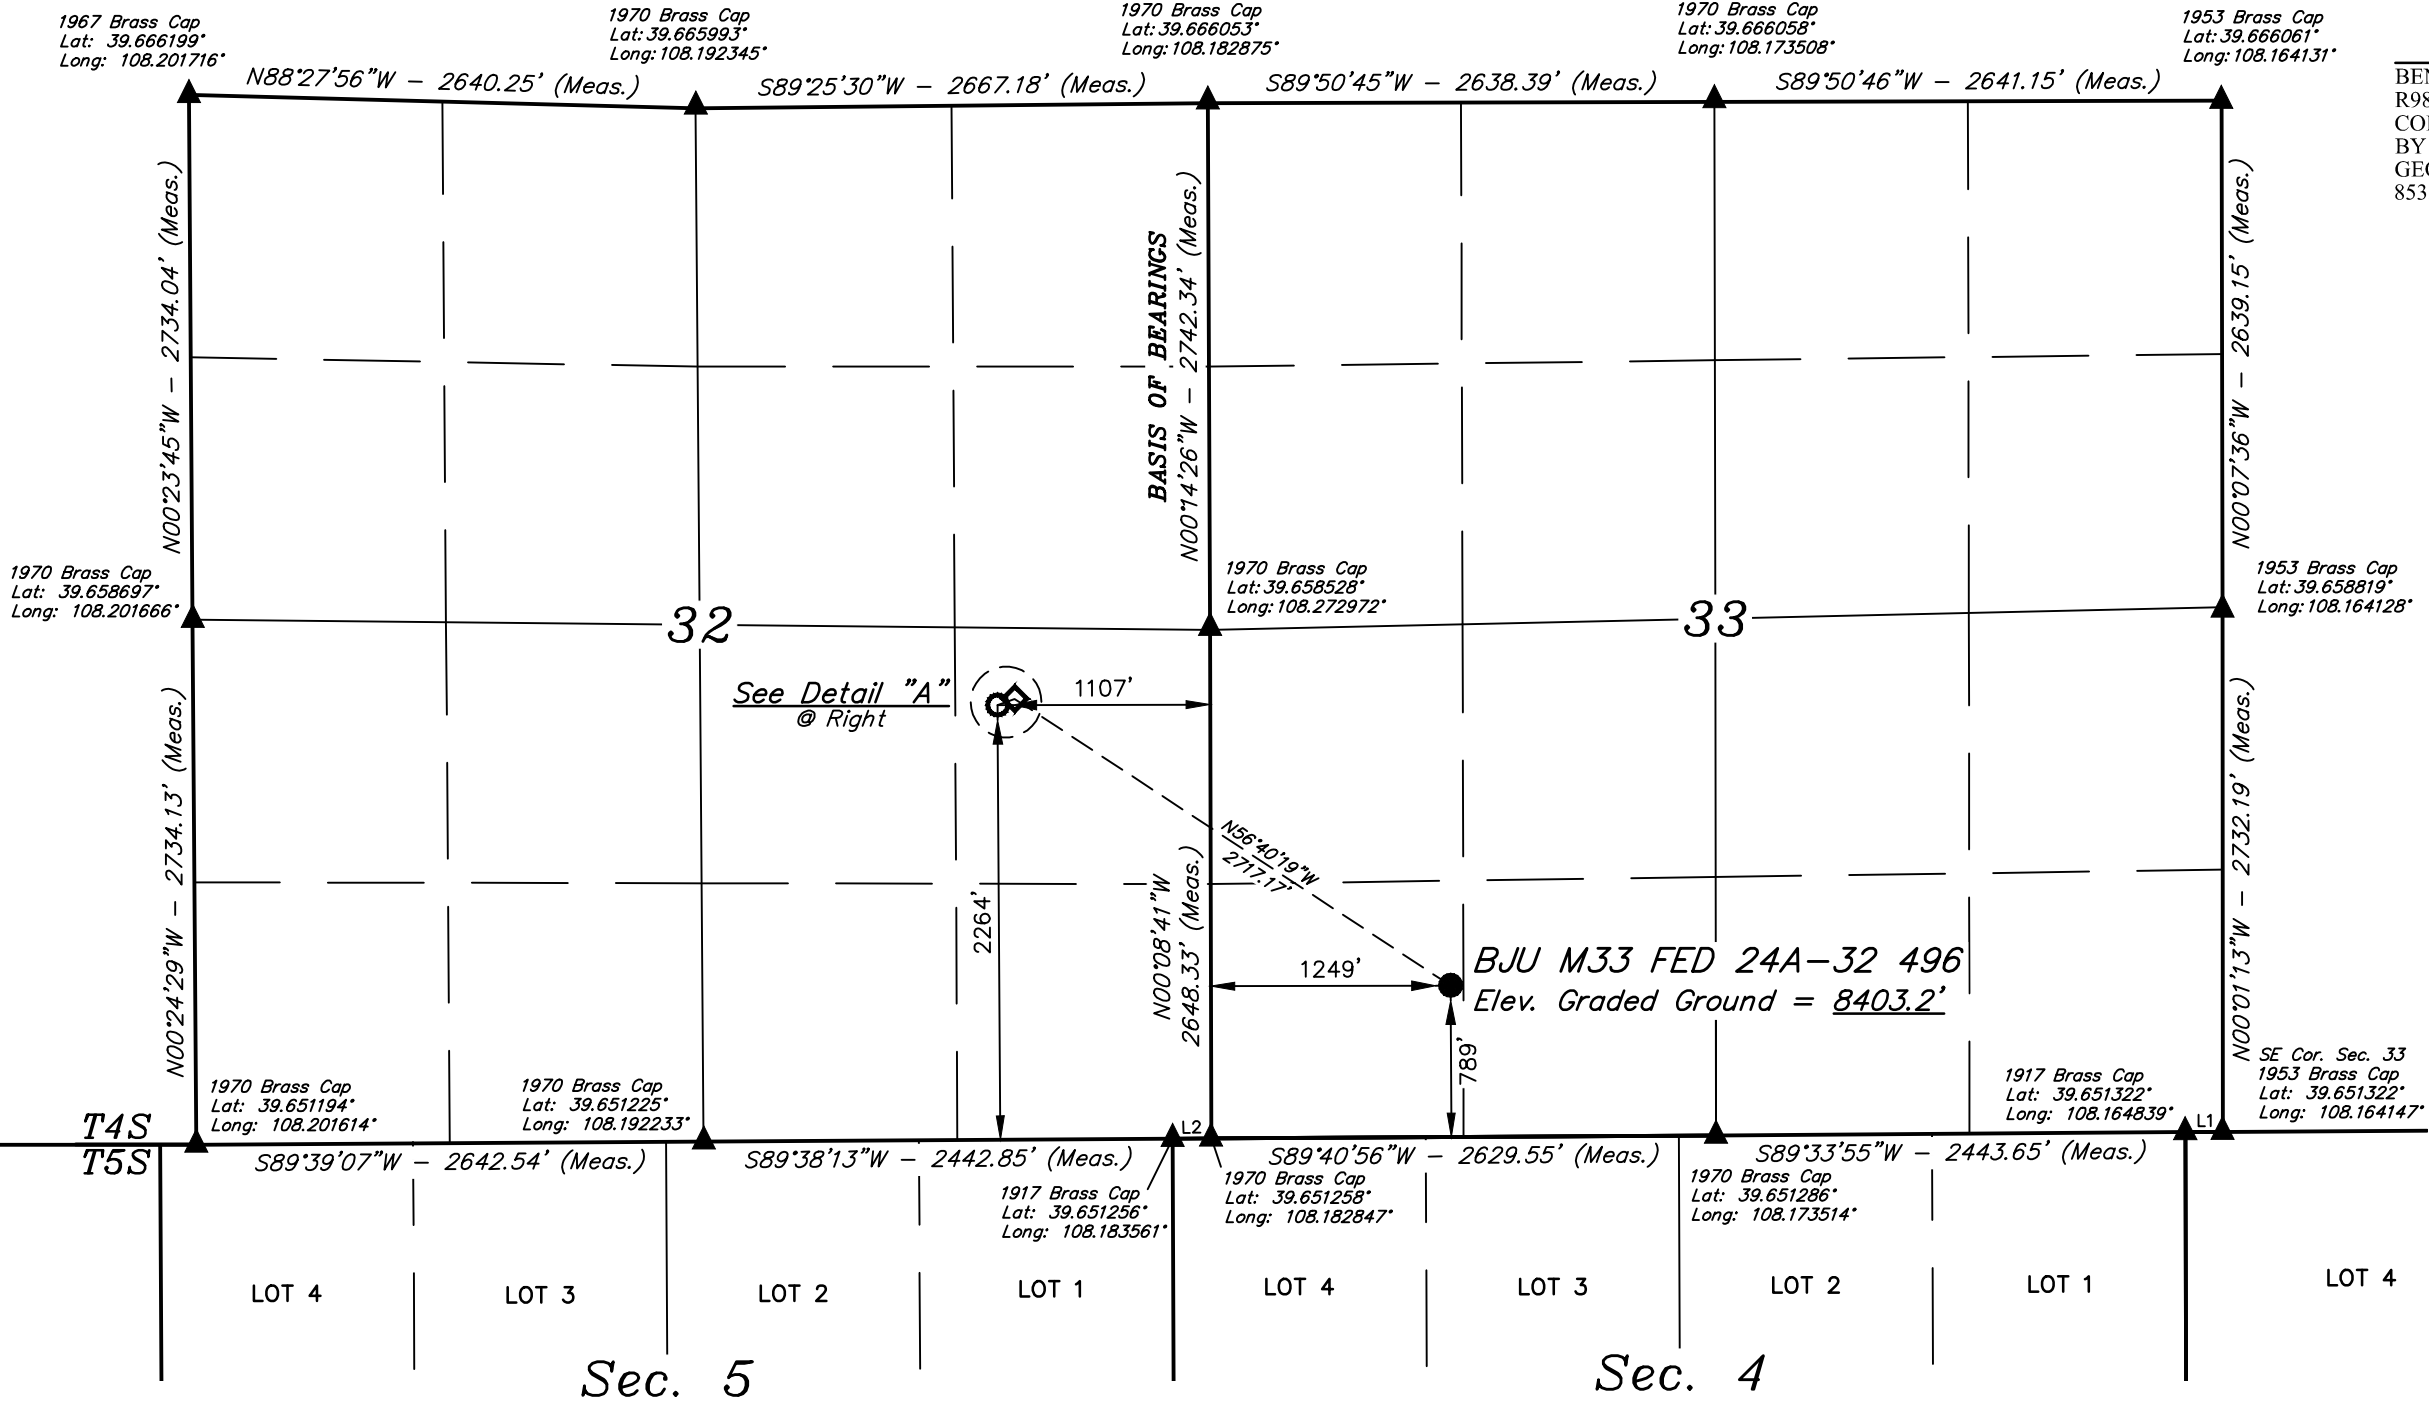 1967 Brass Cap
Lat: 39.666199°
Long: 108.201716°
1970 Brass Cap
Lat: 39.665993°
Long: 108.192345°
1970 Brass Cap
Lat: 39.666053°
Long: 108.182875°
1970 Brass Cap
Lat: 39.666058°
Long: 108.173508°
1953 Brass Cap
Lat: 39.666061°
Long: 108.164131°
N88°27'56"W - 2640.25' (Meas.)
S89°25'30"W - 2667.18' (Meas.)
S89°50'45"W - 2638.39' (Meas.)
S89°50'46"W - 2641.15' (Meas.)
BEN
R98
CO
BY
GEO
853
N00°23'45"W - 2734.04' (Meas.)
BASIS OF BEARINGS
N00°14'26"W - 2742.34' (Meas.)
N00°07'36"W - 2639.15' (Meas.)
1970 Brass Cap
Lat: 39.658697°
Long: 108.201666°
32
1970 Brass Cap
Lat: 39.658528°
Long: 108.272972°
33
1953 Brass Cap
Lat: 39.658819°
Long: 108.164128°
See Detail "A"
@ Right
1107'
N00°24'29"W - 2734.13' (Meas.)
2264'
N00°08'41"W
2648.33' (Meas.)
N56°40'19"W
2717.17'
1249'
BJU M33 FED 24A-32 496
Elev. Graded Ground = 8403.2'
789'
N00°01'13"W - 2732.19' (Meas.)
1970 Brass Cap
Lat: 39.651194°
Long: 108.201614°
1970 Brass Cap
Lat: 39.651225°
Long: 108.192233°
1917 Brass Cap
Lat: 39.651322°
Long: 108.164839°
SE Cor. Sec. 33
1953 Brass Cap
Lat: 39.651322°
Long: 108.164147°
T4S
T5S
L2
L1
S89°39'07"W - 2642.54' (Meas.)
S89°38'13"W - 2442.85' (Meas.)
S89°40'56"W - 2629.55' (Meas.)
S89°33'55"W - 2443.65' (Meas.)
1917 Brass Cap
Lat: 39.651256°
Long: 108.183561°
1970 Brass Cap
Lat: 39.651258°
Long: 108.182847°
1970 Brass Cap
Lat: 39.651286°
Long: 108.173514°
LOT 4
LOT 3
LOT 2
LOT 1
LOT 4
LOT 3
LOT 2
LOT 1
LOT 4
Sec. 5
Sec. 4